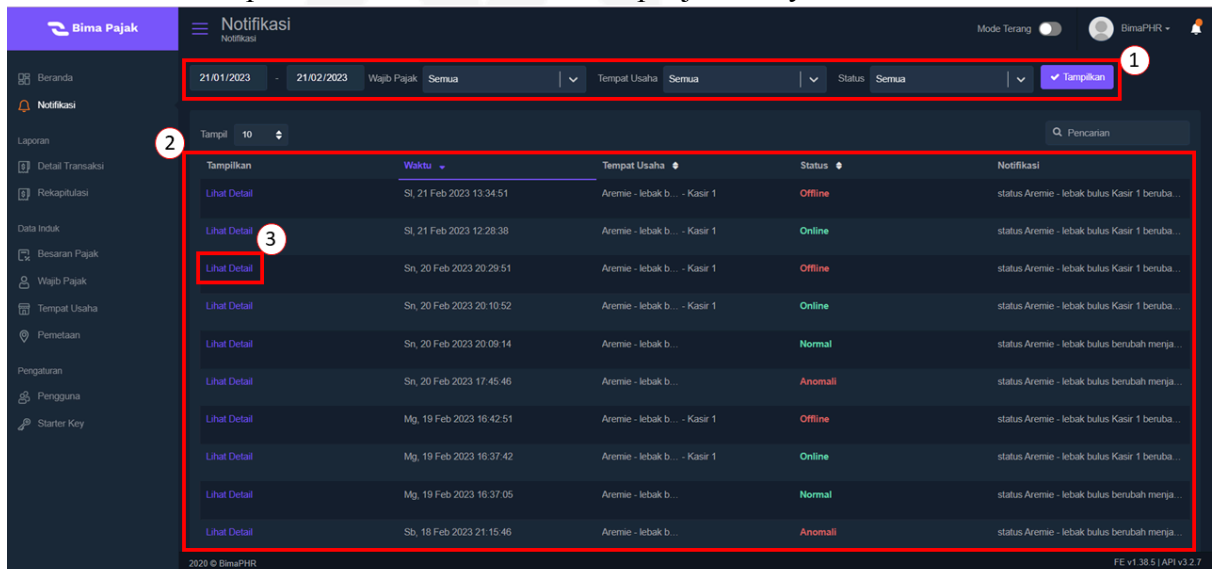 Bima Pajak
Notifikasi
Notifikasi
Mode Terang
BimaPHR
1
Beranda
Notifikasi
Laporan
Detail Transaksi
Rekapitulasi
Data Induk
Besaran Pajak
Wajib Pajak
Tempat Usaha
Pemetaan
Pengaturan
Pengguna
Starter Key
21/01/2023 - 21/02/2023 Wajib Pajak Semua Tempat Usaha Semua Status Semua Tampilkan
2
Tampil 10 Pencarian
Tampilkan Waktu Tempat Usaha Status Notifikasi
Lihat Detail Sl, 21 Feb 2023 13:34:51 Aremie - lebak b... - Kasir 1 Offline status Aremie - lebak bulus Kasir 1 beruba...
Lihat Detail Sl, 21 Feb 2023 12:28:38 Aremie - lebak b... - Kasir 1 Online status Aremie - lebak bulus Kasir 1 beruba...
3
Lihat Detail Sn, 20 Feb 2023 20:29:51 Aremie - lebak b... - Kasir 1 Offline status Aremie - lebak bulus Kasir 1 beruba...
Lihat Detail Sn, 20 Feb 2023 20:10:52 Aremie - lebak b... - Kasir 1 Online status Aremie - lebak bulus Kasir 1 beruba...
Lihat Detail Sn, 20 Feb 2023 20:09:14 Aremie - lebak b... Normal status Aremie - lebak bulus berubah menja...
Lihat Detail Sn, 20 Feb 2023 17:45:46 Aremie - lebak b... Anomali status Aremie - lebak bulus berubah menja...
Lihat Detail Mg, 19 Feb 2023 16:42:51 Aremie - lebak b... - Kasir 1 Offline status Aremie - lebak bulus Kasir 1 beruba...
Lihat Detail Mg, 19 Feb 2023 16:37:42 Aremie - lebak b... - Kasir 1 Online status Aremie - lebak bulus Kasir 1 beruba...
Lihat Detail Mg, 19 Feb 2023 16:37:05 Aremie - lebak b... Normal status Aremie - lebak bulus berubah menja...
Lihat Detail Sb, 18 Feb 2023 21:15:46 Aremie - lebak b... Anomali status Aremie - lebak bulus berubah menja...
2020 © BimaPHR FE v1.38.5 | API v3.2.7